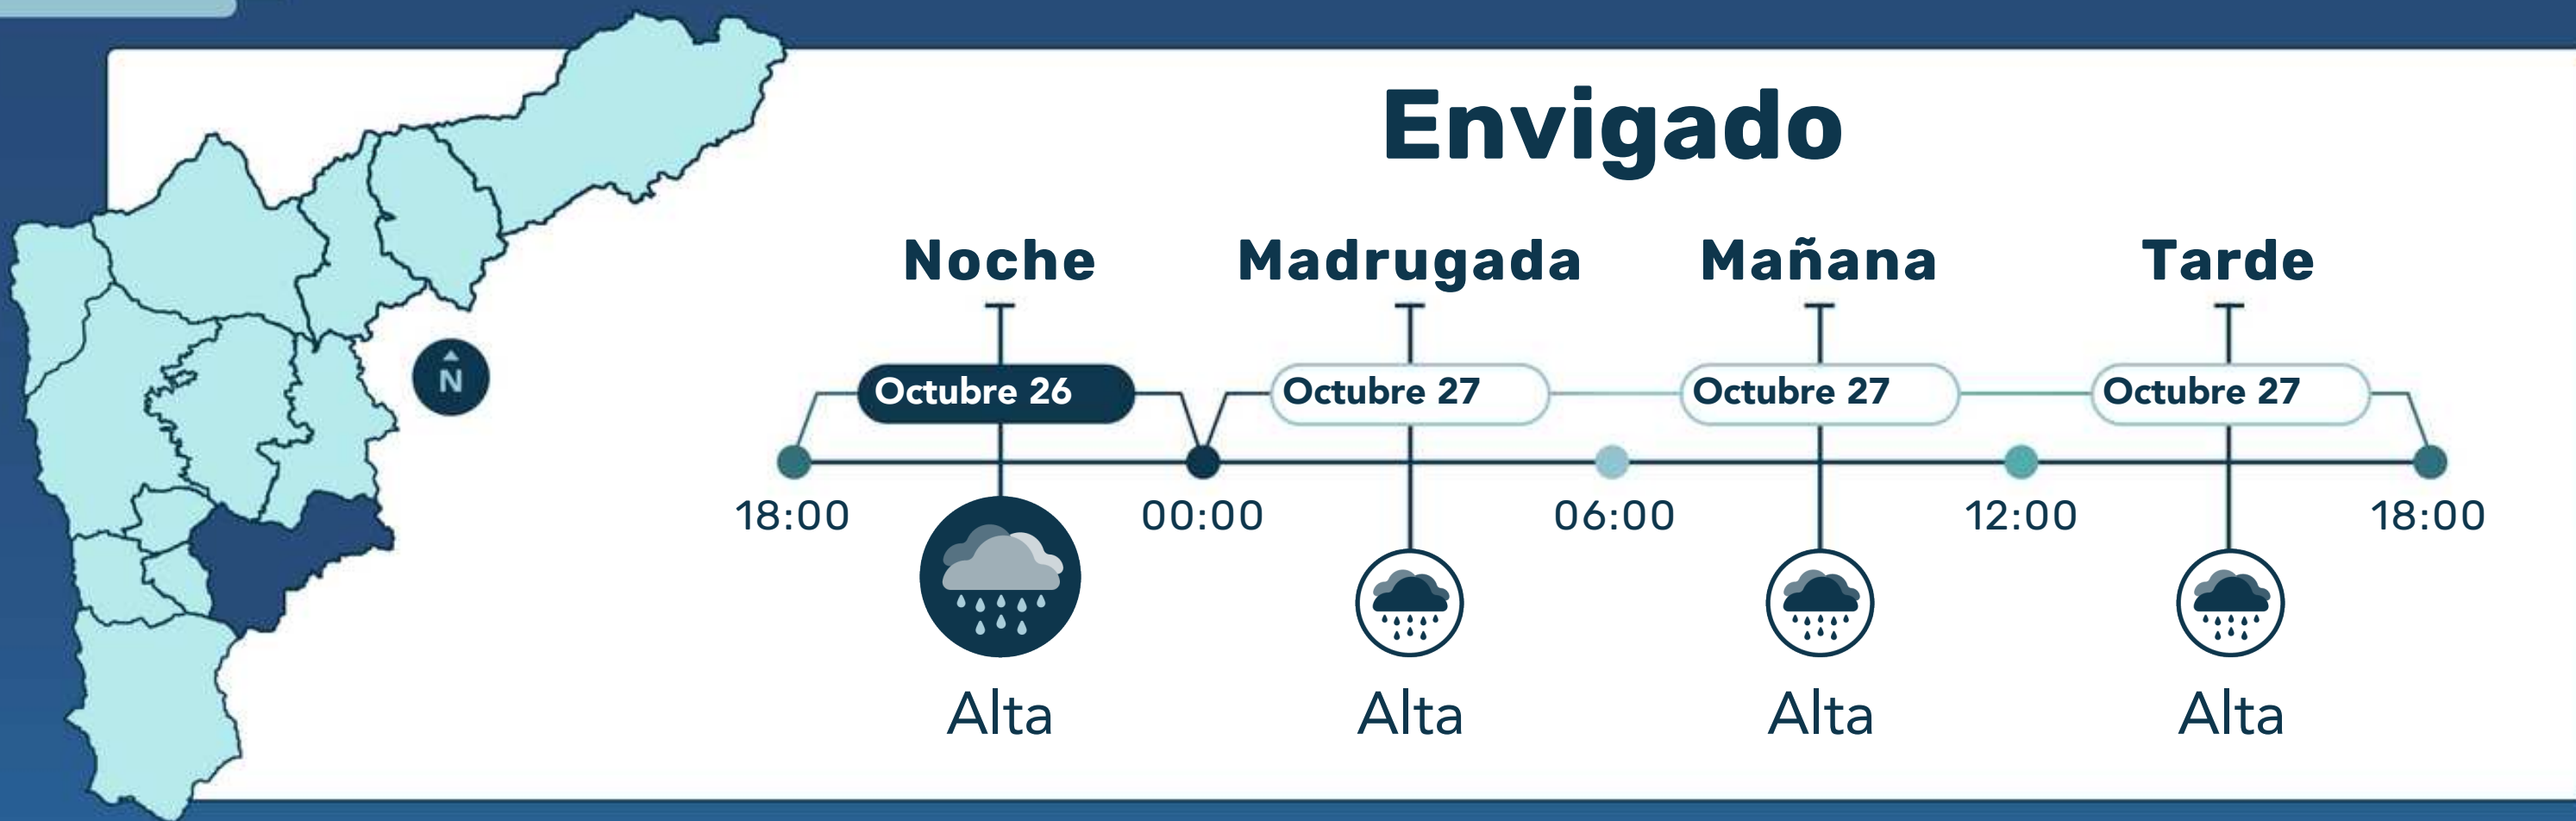 Envigado
Noche Madrugada Mañana Tarde
N
Octubre 26 Octubre 27 Octubre 27 Octubre 27
18:00 00:00 06:00 12:00 18:00
Alta Alta Alta Alta